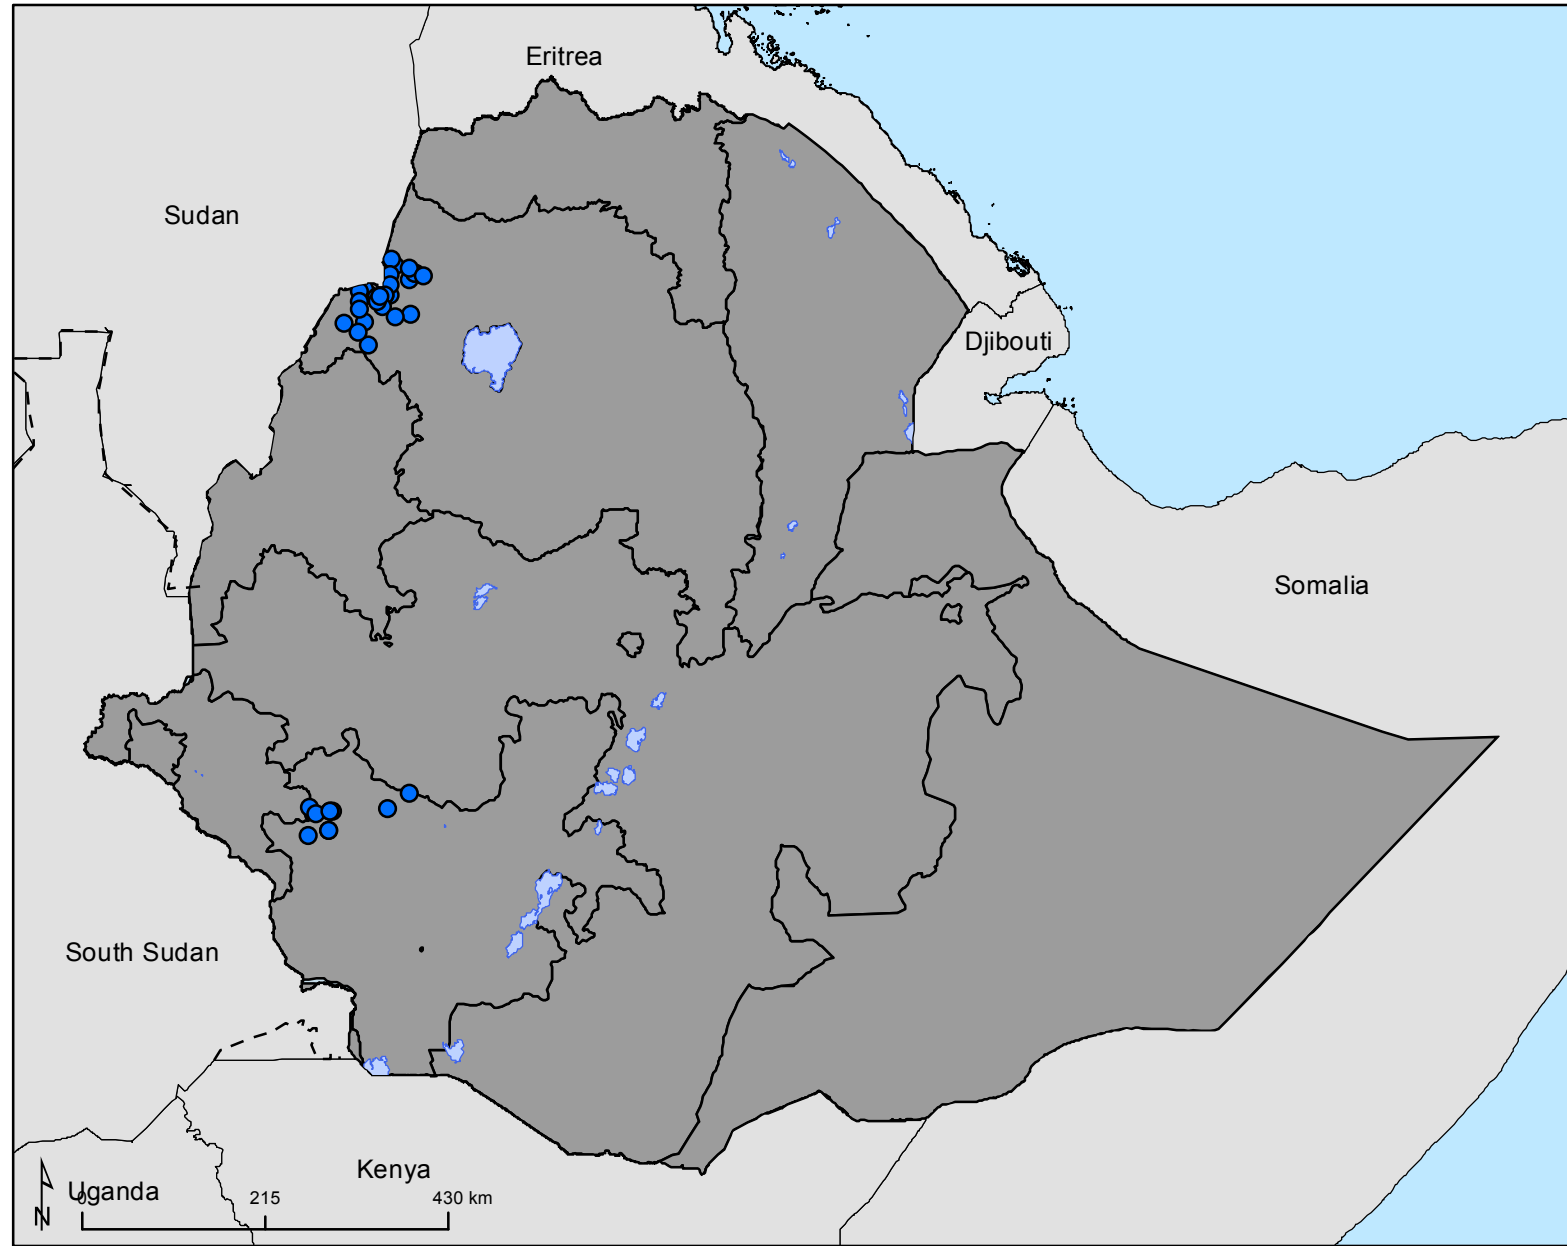 Eritrea
Sudan
Djibouti
Somalia
South Sudan
Kenya
Uganda
0 215 430 km
N